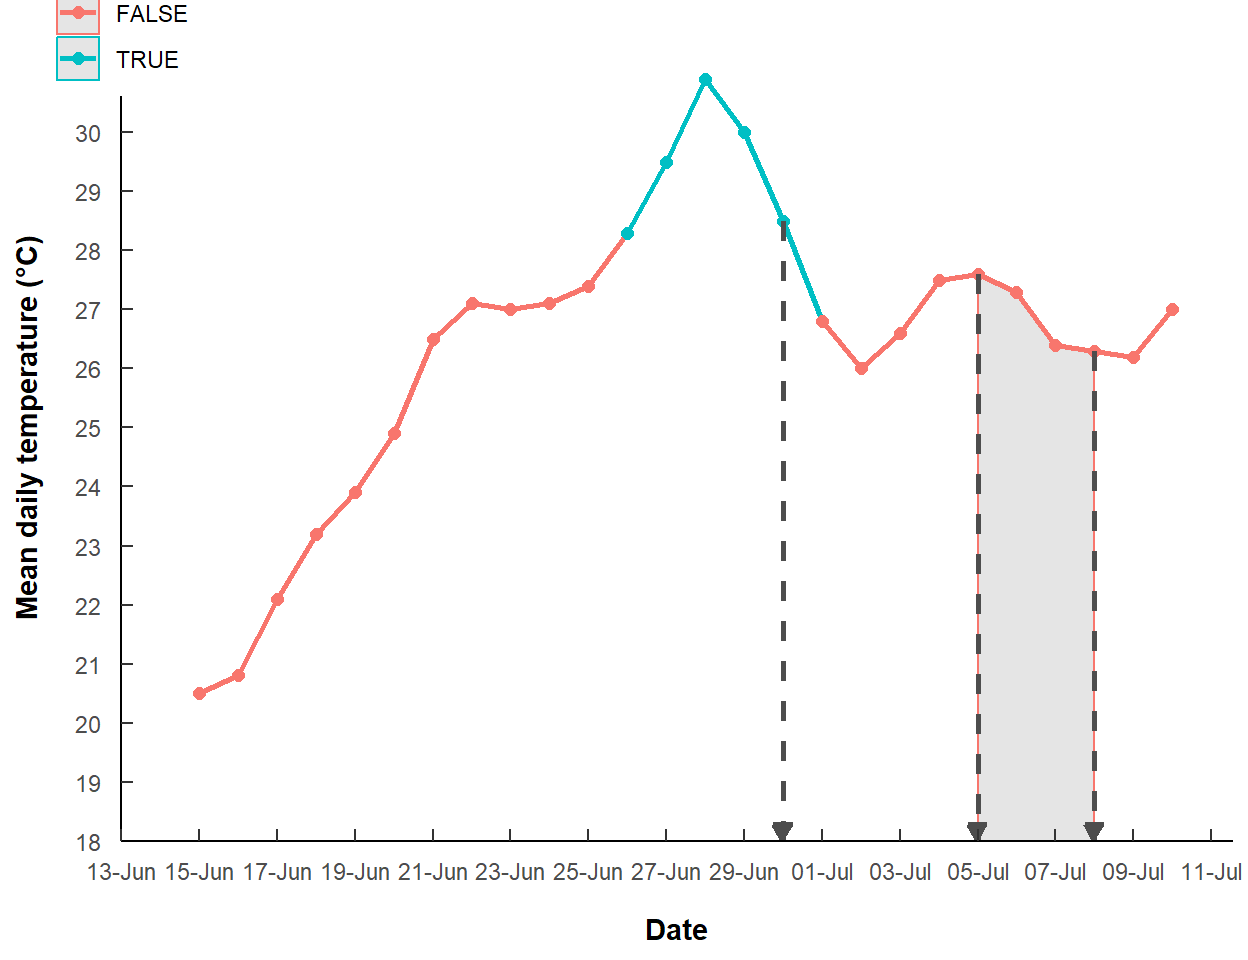 FALSE
TRUE
Mean daily temperature (°C)
30
29
28
27
26
25
24
23
22
21
20
19
18
13-Jun 15-Jun 17-Jun 19-Jun 21-Jun 23-Jun 25-Jun 27-Jun 29-Jun 01-Jul 03-Jul 05-Jul 07-Jul 09-Jul 11-Jul
Date